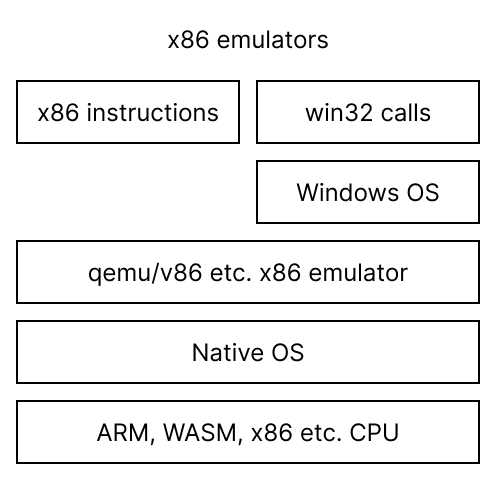 x86 emulators
x86 instructions
win32 calls
Windows OS
qemu/v86 etc. x86 emulator
Native OS
ARM, WASM, x86 etc. CPU